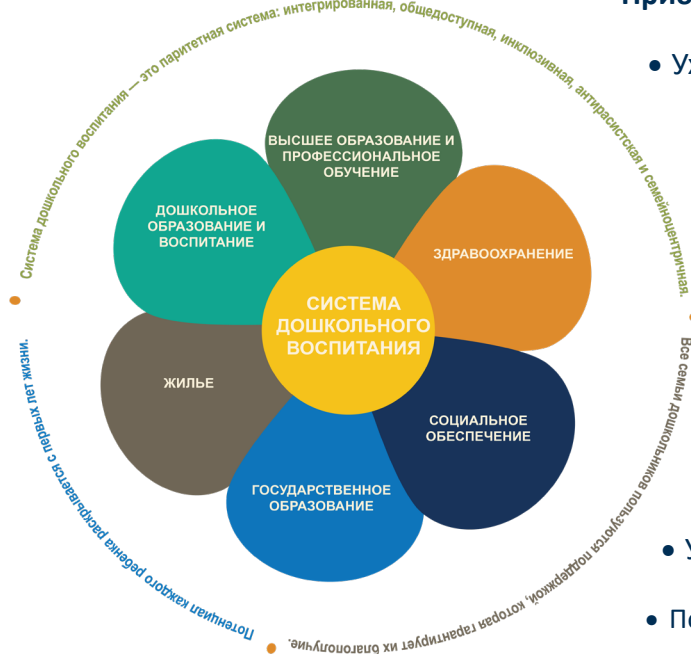 Система дошкольного воспитания — это паритетная система: интегрированная, общедоступная, инклюзивная, антирасистская и семейноцентричная.
ВЫСШЕЕ ОБРАЗОВАНИЕ И
ПРОФЕССИОНАЛЬНОЕ
ОБУЧЕНИЕ
ДОШКОЛЬНОЕ
ОБРАЗОВАНИЕ И
ВОСПИТАНИЕ
ЗДРАВООХРАНЕНИЕ
СИСТЕМА
ДОШКОЛЬНОГО
ВОСПИТАНИЯ
ЖИЛЬЕ
СОЦИАЛЬНОЕ
ОБЕСПЕЧЕНИЕ
ГОСУДАРСТВЕННОЕ
ОБРАЗОВАНИЕ
Все семьи дошкольников пользуются поддержкой, которая гарантирует их благополучие.
Потенциал каждого ребенка раскрывается с первых лет жизни.